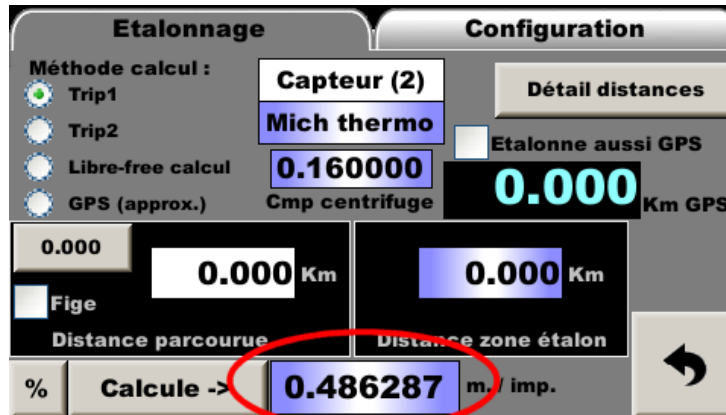 Etalonnage
Configuration
Méthode calcul :
Trip1
Trip2
Libre-free calcul
GPS (approx.)
Capteur (2)
Mich thermo
0.160000
Cmp centrifuge
Détail distances
Etalonne aussi GPS
0.000 Km GPS
0.000
0.000 Km
Fige
Distance parcourue
0.000 Km
Distance zone étalon
% Calcule -> 0.486287 m./ imp.